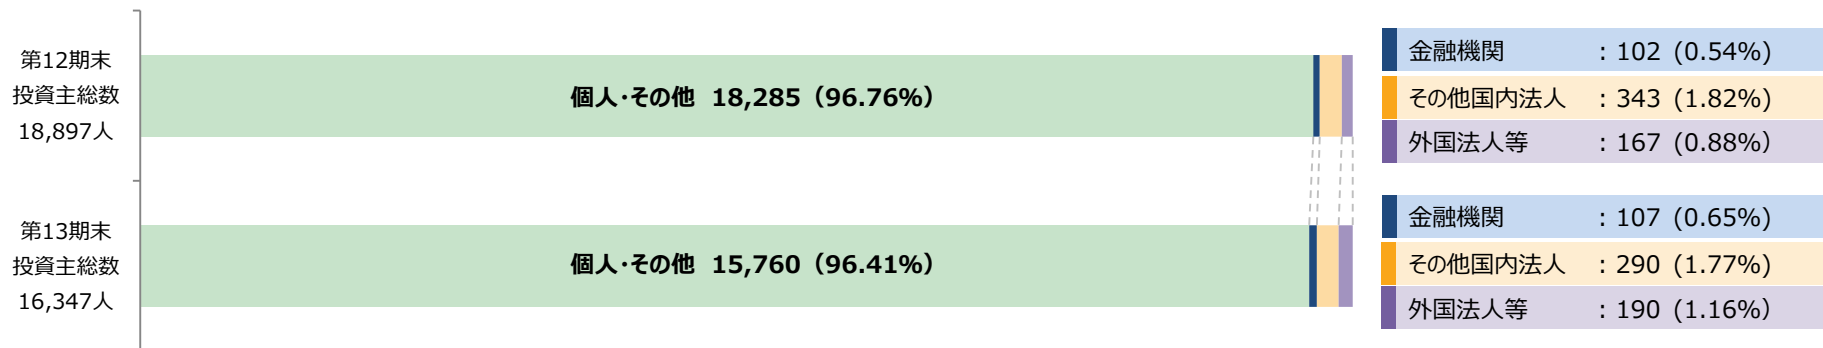 第12期末
投資主総数
18,897人
個人・その他 18,285（96.76%）
金融機関 : 102 (0.54%)
その他国内法人 : 343 (1.82%)
外国法人等 : 167 (0.88%)
第13期末
投資主総数
16,347人
個人・その他 15,760（96.41%）
金融機関 : 107 (0.65%)
その他国内法人 : 290 (1.77%)
外国法人等 : 190 (1.16%)